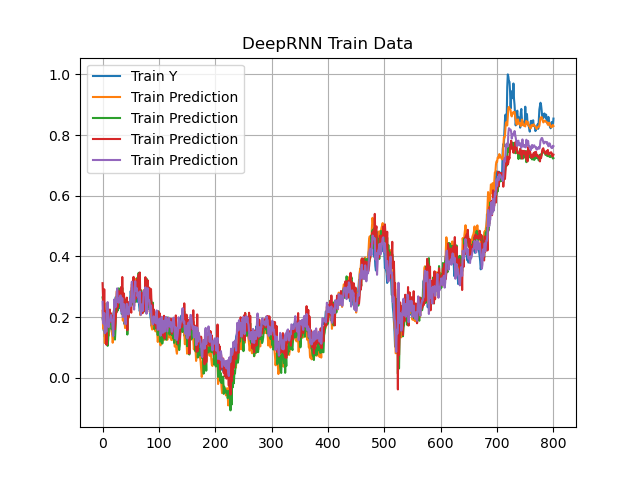 DeepRNN Train Data
Train Y
Train Prediction
Train Prediction
Train Prediction
Train Prediction
1.0
0.8
0.6
0.4
0.2
0.0
0 100 200 300 400 500 600 700 800